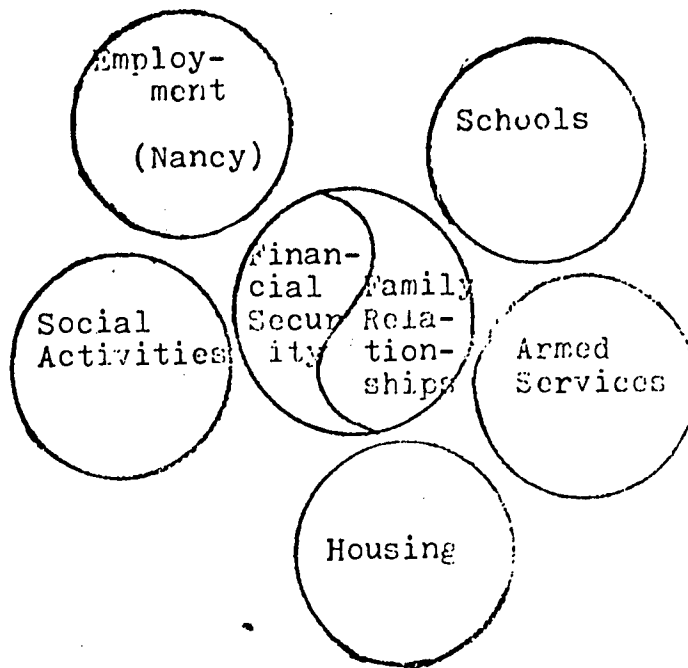 Employ-
ment
(Nancy)
Schools
Finan-
cial
Secur
ity
Family
Rela-
tion-
ships
Social
Activities
Armed
Services
Housing